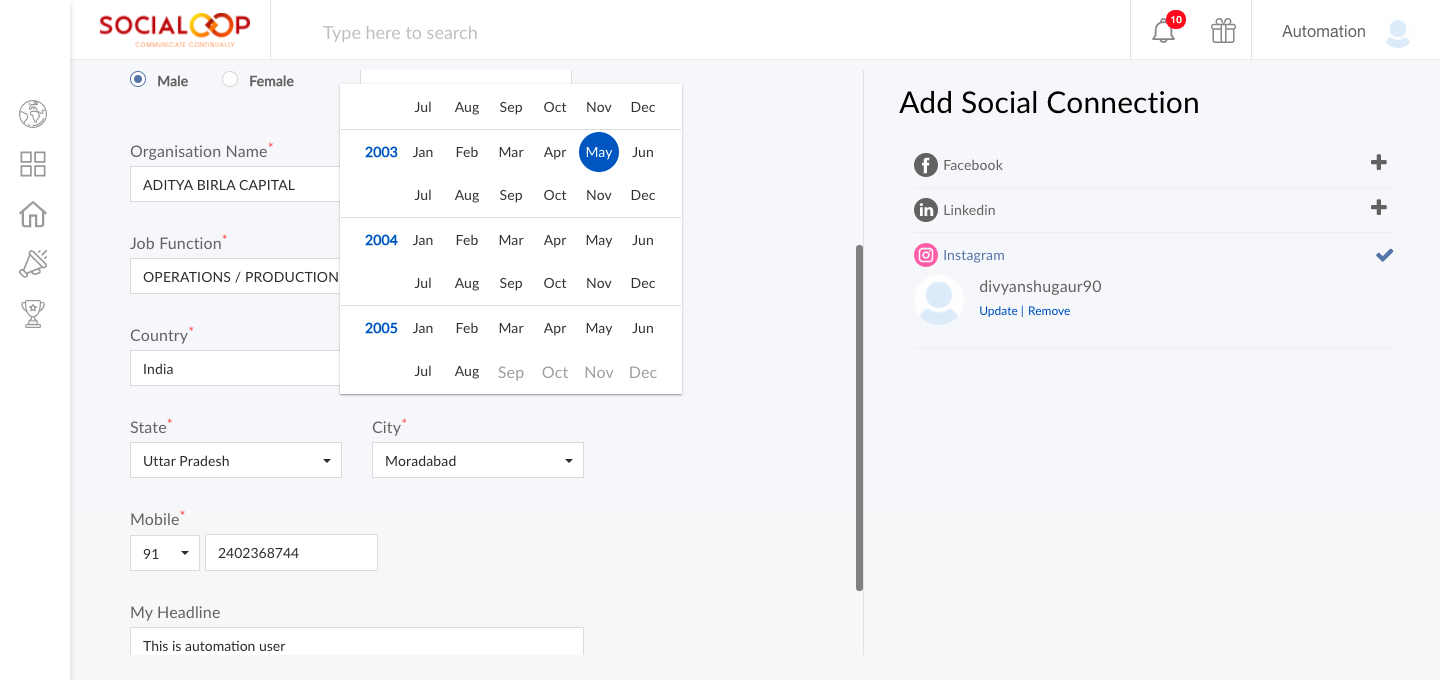 SOCIALOOP
COMMUNICATE CONTINUALLY
Type here to search
10
Automation
Male Female
Jul Aug Sep Oct Nov Dec
2003 Jan Feb Mar Apr May Jun
Jul Aug Sep Oct Nov Dec
2004 Jan Feb Mar Apr May Jun
Jul Aug Sep Oct Nov Dec
2005 Jan Feb Mar Apr May Jun
Jul Aug Sep Oct Nov Dec
Organisation Name*
ADITYA BIRLA CAPITAL
Job Function*
OPERATIONS / PRODUCTION
Country*
India
State* City*
Uttar Pradesh Moradabad
Mobile*
91 2402368744
My Headline
This is automation user
Add Social Connection
Facebook
Linkedin
Instagram
divyanshugaur90
Update | Remove